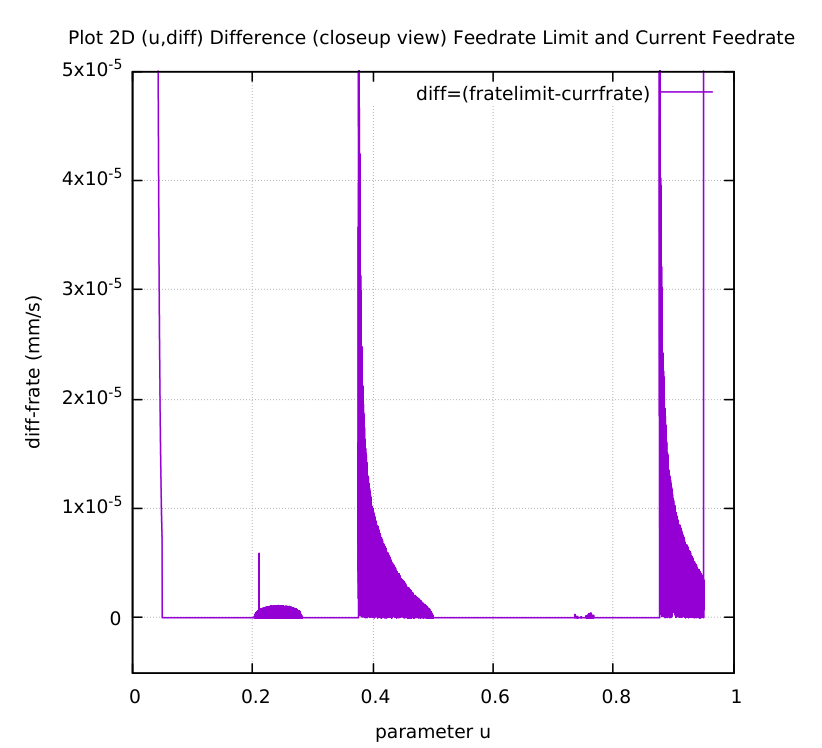 Plot 2D (u,diff) Difference (closeup view) Feedrate Limit and Current Feedrate
5x10-5
diff=(fratelimit-currfrate)
4x10-5
3x10-5
diff-frate (mm/s)
2x10-5
1x10-5
0
0 0.2 0.4 0.6 0.8 1
parameter u